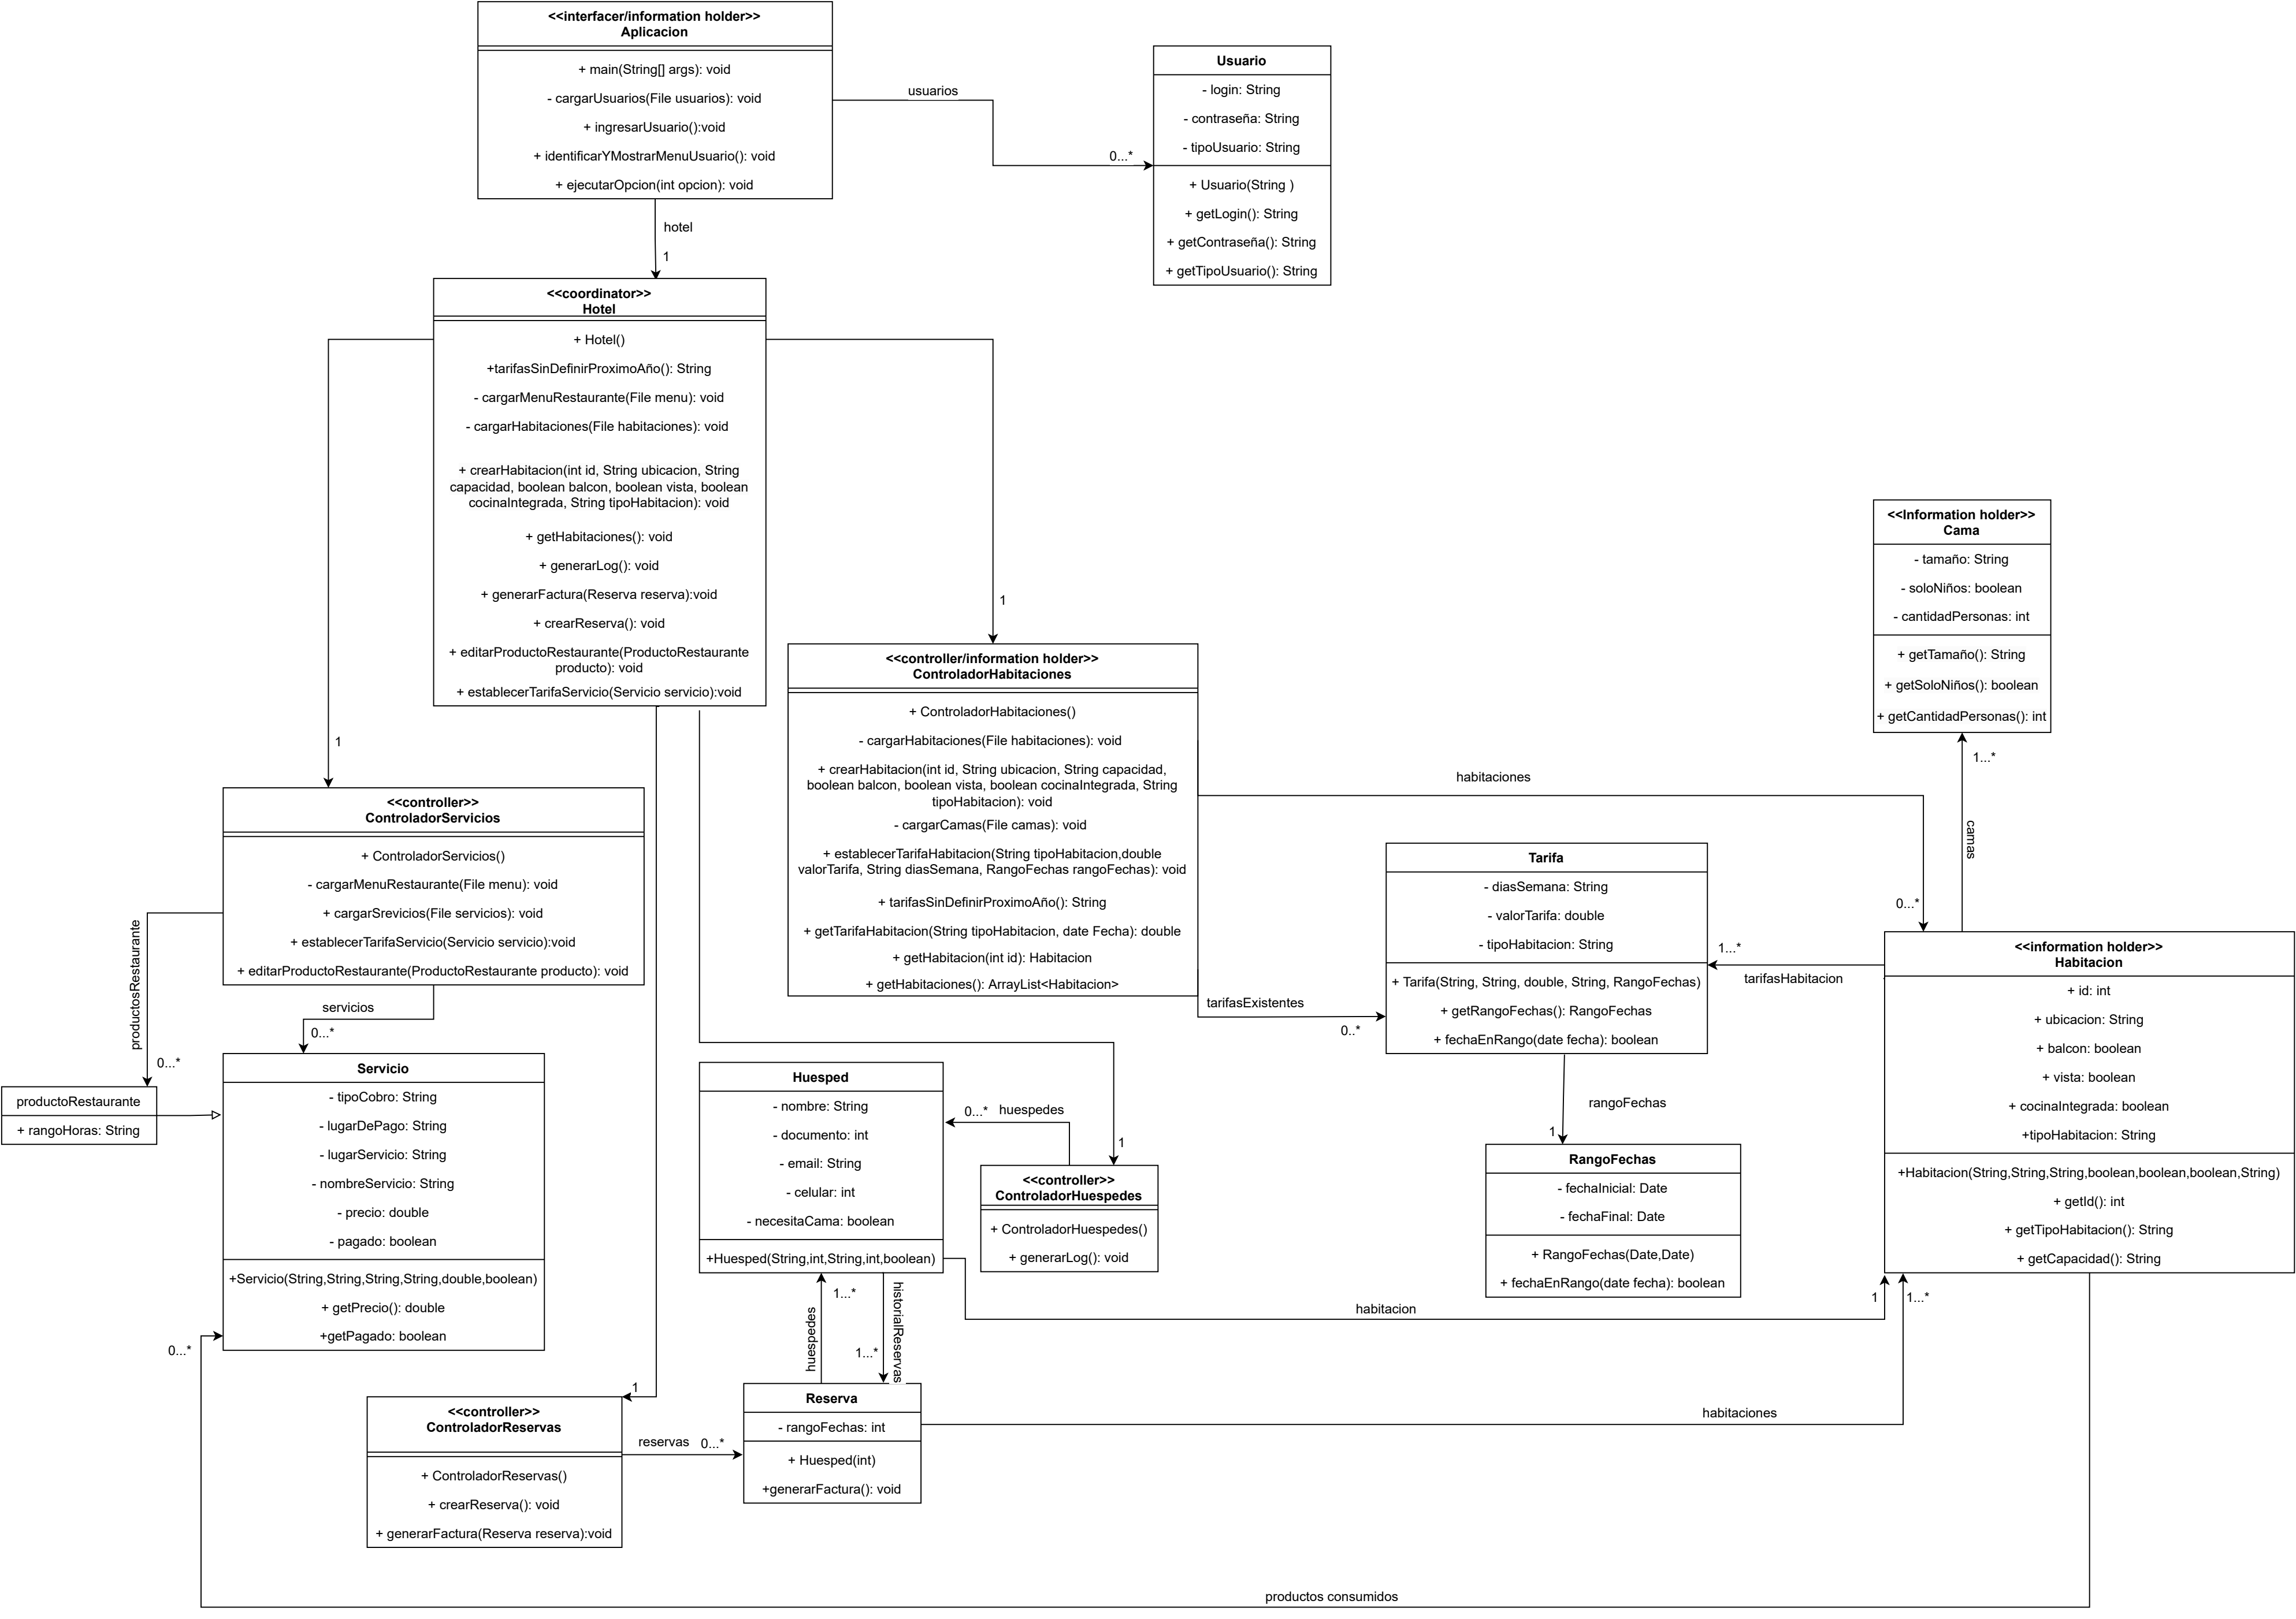 <<interfacer/information holder>>
Aplicacion
+ main(String[] args): void
- cargarUsuarios(File usuarios): void
+ ingresarUsuario():void
+ identificarYMostrarMenuUsuario(): void
+ ejecutarOpcion(int opcion): void
usuarios
0...*
Usuario
- login: String
- contraseña: String
- tipoUsuario: String
+ Usuario(String )
+ getLogin(): String
+ getContraseña(): String
+ getTipoUsuario(): String
hotel
1
<<coordinator>>
Hotel
+ Hotel()
+tarifasSinDefinirProximoAño(): String
- cargarMenuRestaurante(File menu): void
- cargarHabitaciones(File habitaciones): void
+ crearHabitacion(int id, String ubicacion, String
capacidad, boolean balcon, boolean vista, boolean
cocinaIntegrada, String tipoHabitacion): void
+ getHabitaciones(): void
+ generarLog(): void
+ generarFactura(Reserva reserva):void
+ crearReserva(): void
+ editarProductoRestaurante(ProductoRestaurante
producto): void
+ establecerTarifaServicio(Servicio servicio):void
1
1
<<controller/information holder>>
ControladorHabitaciones
+ ControladorHabitaciones()
- cargarHabitaciones(File habitaciones): void
+ crearHabitacion(int id, String ubicacion, String capacidad,
boolean balcon, boolean vista, boolean cocinaIntegrada, String
tipoHabitacion): void
- cargarCamas(File camas): void
+ establecerTarifaHabitacion(String tipoHabitacion,double
valorTarifa, String diasSemana, RangoFechas rangoFechas): void
+ tarifasSinDefinirProximoAño(): String
+ getTarifaHabitacion(String tipoHabitacion, date Fecha): double
+ getHabitacion(int id): Habitacion
+ getHabitaciones(): ArrayList<Habitacion>
<<Information holder>>
Cama
- tamaño: String
- soloNiños: boolean
- cantidadPersonas: int
+ getTamaño(): String
+ getSoloNiños(): boolean
+ getCantidadPersonas(): int
1...*
camas
habitaciones
0...*
<<controller>>
ControladorServicios
+ ControladorServicios()
- cargarMenuRestaurante(File menu): void
+ cargarSrevicios(File servicios): void
+ establecerTarifaServicio(Servicio servicio):void
+ editarProductoRestaurante(ProductoRestaurante producto): void
productosRestaurante
0...*
servicios
0...*
productoRestaurante
+ rangoHoras: String
Servicio
- tipoCobro: String
- lugarDePago: String
- lugarServicio: String
- nombreServicio: String
- precio: double
- pagado: boolean
+Servicio(String,String,String,String,double,boolean)
+ getPrecio(): double
+getPagado: boolean
0...*
Tarifa
- diasSemana: String
- valorTarifa: double
- tipoHabitacion: String
+ Tarifa(String, String, double, String, RangoFechas)
+ getRangoFechas(): RangoFechas
+ fechaEnRango(date fecha): boolean
tarifasExistentes
0..*
1...*
tarifasHabitacion
<<information holder>>
Habitacion
+ id: int
+ ubicacion: String
+ balcon: boolean
+ vista: boolean
+ cocinaIntegrada: boolean
+tipoHabitacion: String
+Habitacion(String,String,String,boolean,boolean,boolean,String)
+ getId(): int
+ getTipoHabitacion(): String
+ getCapacidad(): String
rangoFechas
1
RangoFechas
- fechaInicial: Date
- fechaFinal: Date
+ RangoFechas(Date,Date)
+ fechaEnRango(date fecha): boolean
Huesped
- nombre: String
- documento: int
- email: String
- celular: int
- necesitaCama: boolean
+Huesped(String,int,String,int,boolean)
0...*
huespedes
1
<<controller>>
ControladorHuespedes
+ ControladorHuespedes()
+ generarLog(): void
habitacion
1
1...*
huespedes
1...*
historialReservas
1...*
Reserva
- rangoFechas: int
+ Huesped(int)
+generarFactura(): void
habitaciones
1
<<controller>>
ControladorReservas
+ ControladorReservas()
+ crearReserva(): void
+ generarFactura(Reserva reserva):void
reservas
0...*
productos consumidos